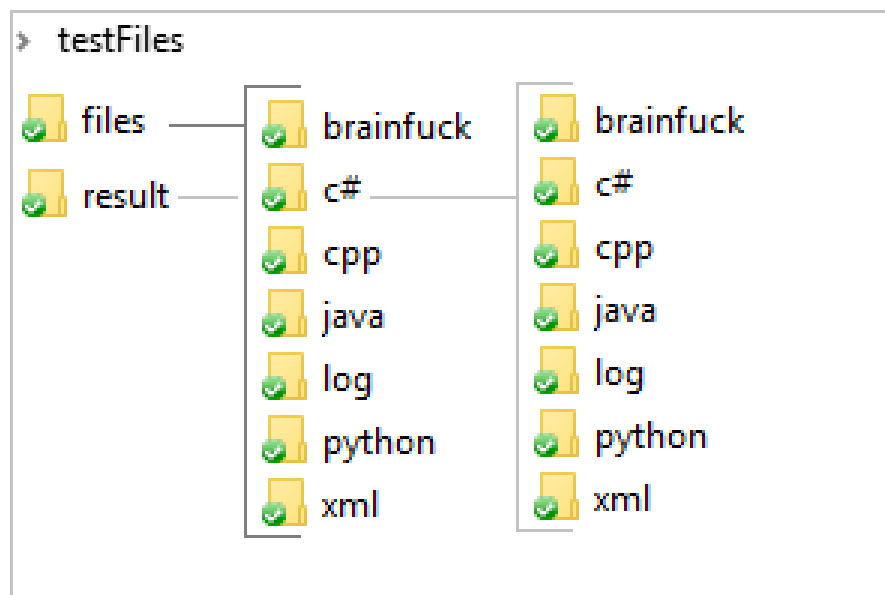 testFiles
files
result
brainfuck
c#
cpp
java
log
python
xml
brainfuck
c#
cpp
java
log
python
xml